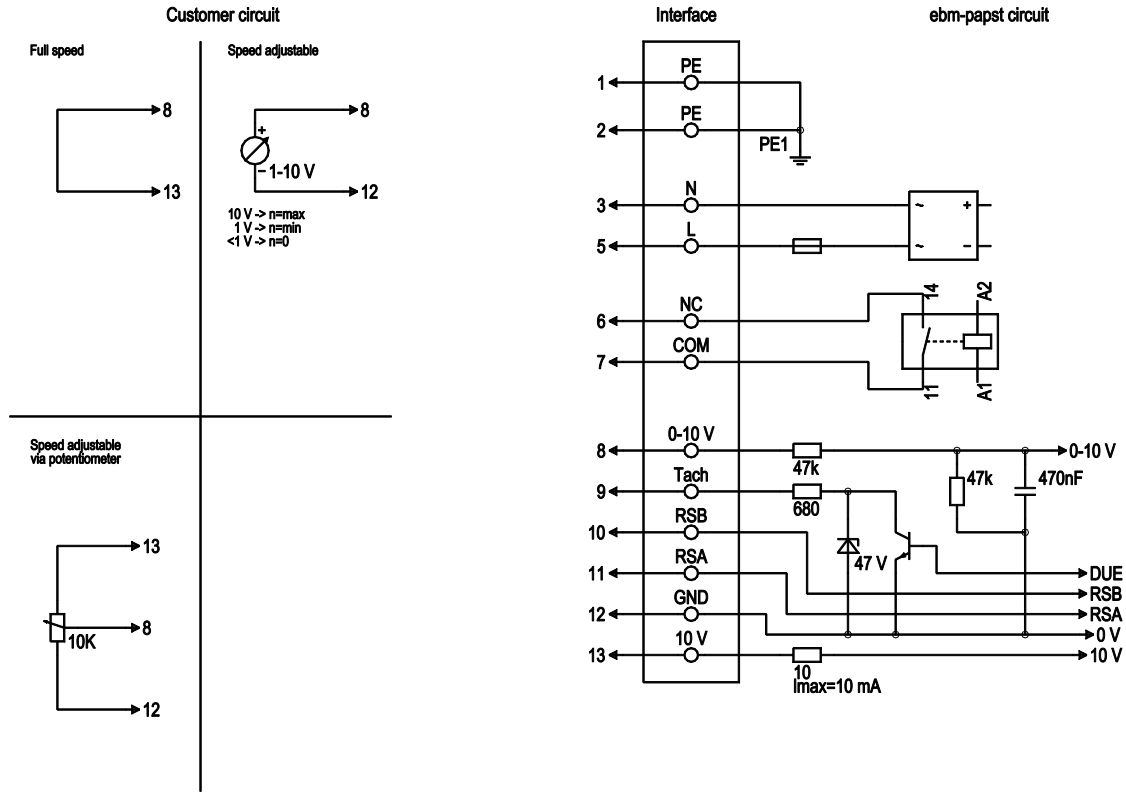 Customer circuit
Interface
ebm-papst circuit
Full speed
8
13
Speed adjustable
8
+
–
1-10 V
12
10 V -> n=max
1 V -> n=min
<1 V -> n=0
Speed adjustable
via potentiometer
13
8
10K
12
1
PE
2
PE
PE1
3
N
~
+
5
L
~
–
6
NC
14
A2
7
COM
11
A1
8
0-10 V
47k
47k
470nF
0-10 V
9
Tach
680
10
RSB
47 V
11
RSA
DUE
RSB
12
GND
RSA
0 V
13
10 V
10
Imax=10 mA
10 V